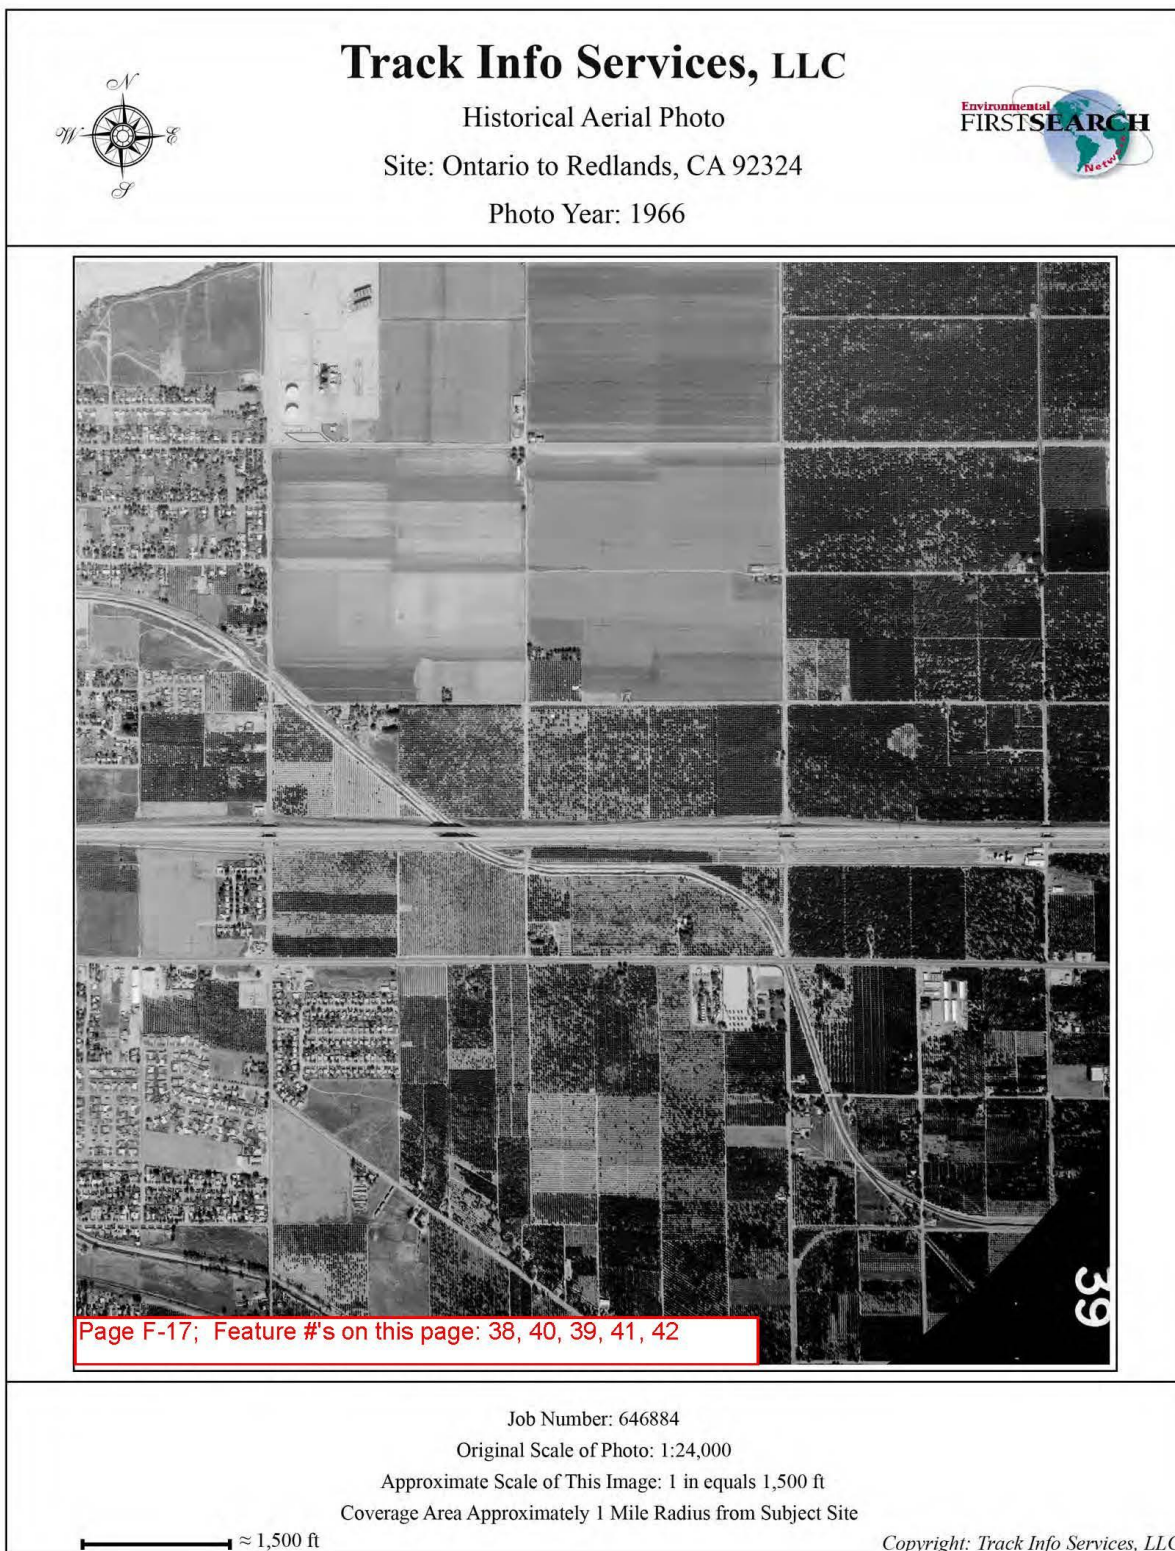 Track Info Services, LLC
Historical Aerial Photo
Site: Ontario to Redlands, CA 92324
Photo Year: 1966
N
W E
S
Environmental
FIRSTSEARCH
Network
39
Page F-17; Feature #'s on this page: 38, 40, 39, 41, 42
Job Number: 646884
Original Scale of Photo: 1:24,000
Approximate Scale of This Image: 1 in equals 1,500 ft
Coverage Area Approximately 1 Mile Radius from Subject Site
≈ 1,500 ft
Copyright: Track Info Services, LLC